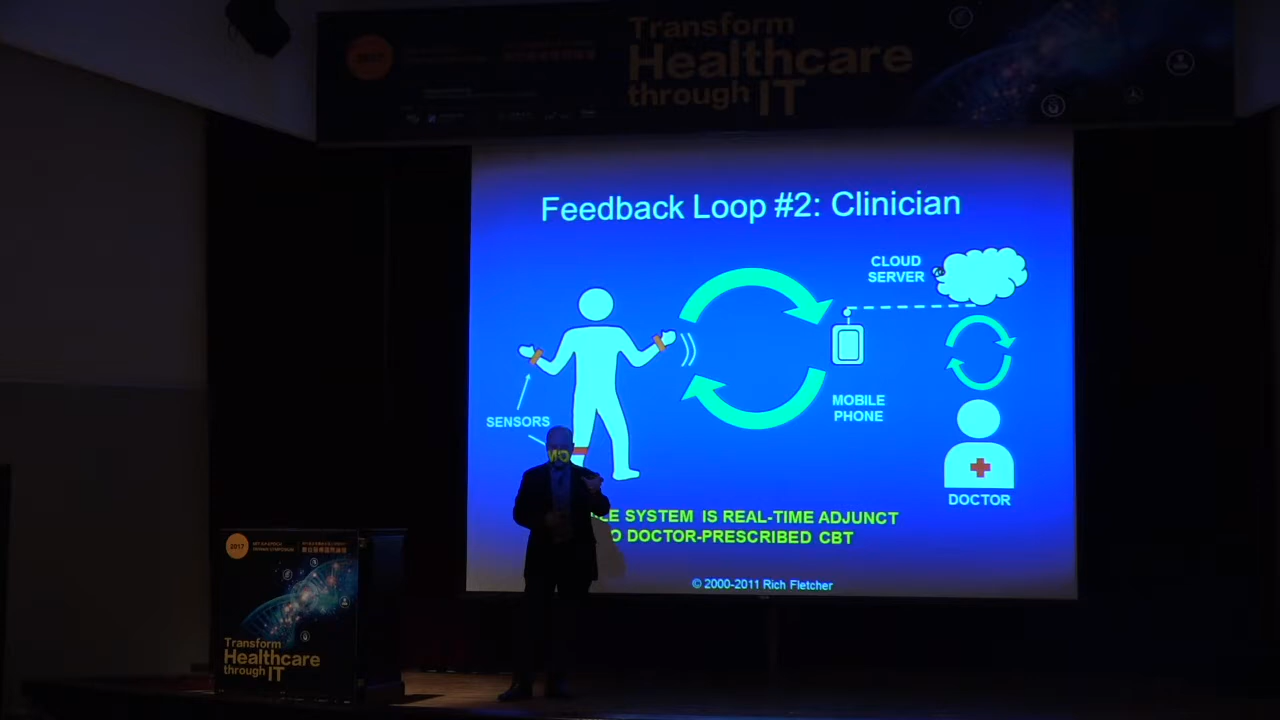 Transform
Healthcare
through IT
Feedback Loop #2: Clinician
CLOUD
SERVER
SENSORS
MOBILE
PHONE
DOCTOR
SYSTEM IS REAL-TIME ADJUNCT
DOCTOR-PRESCRIBED CBT
© 2000-2011 Rich Fletcher
2017
Transform
Healthcare
through IT